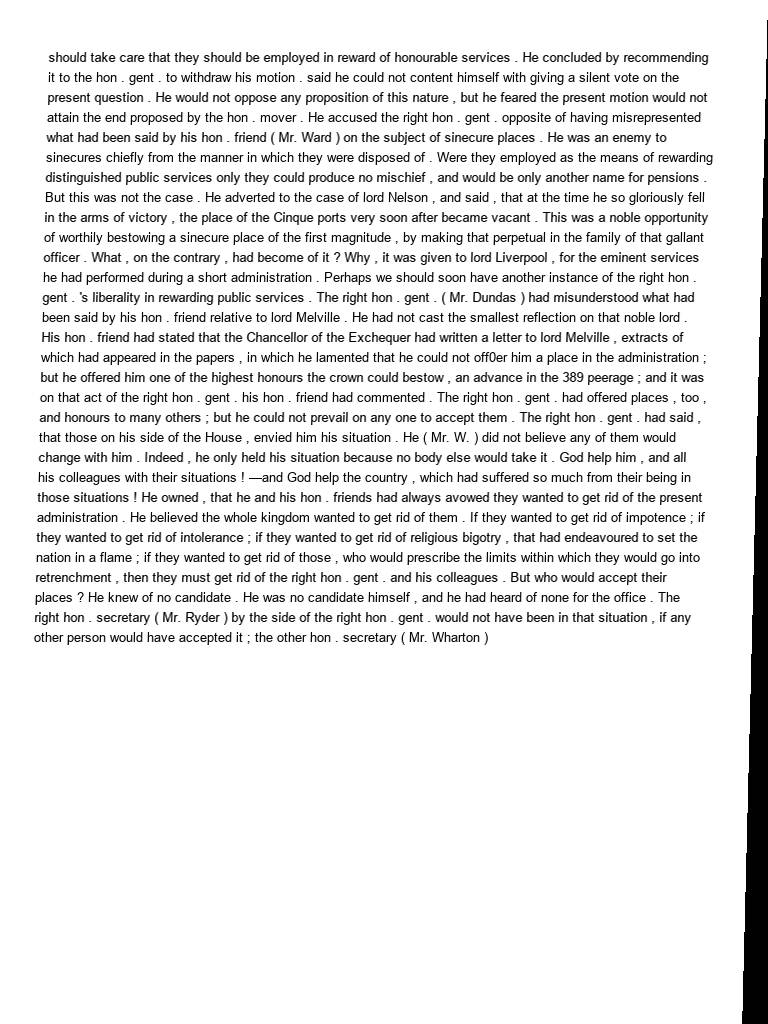 should take care that they should be employed in reward of honourable services . He concluded by recommending
it to the hon . gent . to withdraw his motion . said he could not content himself with giving a silent vote on the
present question . He would not oppose any proposition of this nature , but he feared the present motion would not
attain the end proposed by the hon . mover . He accused the right hon . gent . opposite of having misrepresented
what had been said by his hon . friend ( Mr. Ward ) on the subject of sinecure places . He was an enemy to
sinecures chiefly from the manner in which they were disposed of . Were they employed as the means of rewarding
distinguished public services only they could produce no mischief , and would be only another name for pensions .
But this was not the case . He adverted to the case of lord Nelson , and said , that at the time he so gloriously fell
in the arms of victory , the place of the Cinque ports very soon after became vacant . This was a noble opportunity
of worthily bestowing a sinecure place of the first magnitude , by making that perpetual in the family of that gallant
officer . What , on the contrary , had become of it ? Why , it was given to lord Liverpool , for the eminent services
he had performed during a short administration . Perhaps we should soon have another instance of the right hon .
gent . 's liberality in rewarding public services . The right hon . gent . ( Mr. Dundas ) had misunderstood what had
been said by his hon . friend relative to lord Melville . He had not cast the smallest reflection on that noble lord .
His hon . friend had stated that the Chancellor of the Exchequer had written a letter to lord Melville , extracts of
which had appeared in the papers , in which he lamented that he could not off0er him a place in the administration ;
but he offered him one of the highest honours the crown could bestow , an advance in the 389 peerage ; and it was
on that act of the right hon . gent . his hon . friend had commented . The right hon . gent . had offered places , too ,
and honours to many others ; but he could not prevail on any one to accept them . The right hon . gent . had said ,
that those on his side of the House , envied him his situation . He ( Mr. W. ) did not believe any of them would
change with him . Indeed , he only held his situation because no body else would take it . God help him , and all
his colleagues with their situations ! —and God help the country , which had suffered so much from their being in
those situations ! He owned , that he and his hon . friends had always avowed they wanted to get rid of the present
administration . He believed the whole kingdom wanted to get rid of them . If they wanted to get rid of impotence ; if
they wanted to get rid of intolerance ; if they wanted to get rid of religious bigotry , that had endeavoured to set the
nation in a flame ; if they wanted to get rid of those , who would prescribe the limits within which they would go into
retrenchment , then they must get rid of the right hon . gent . and his colleagues . But who would accept their
places ? He knew of no candidate . He was no candidate himself , and he had heard of none for the office . The
right hon . secretary ( Mr. Ryder ) by the side of the right hon . gent . would not have been in that situation , if any
other person would have accepted it ; the other hon . secretary ( Mr. Wharton )